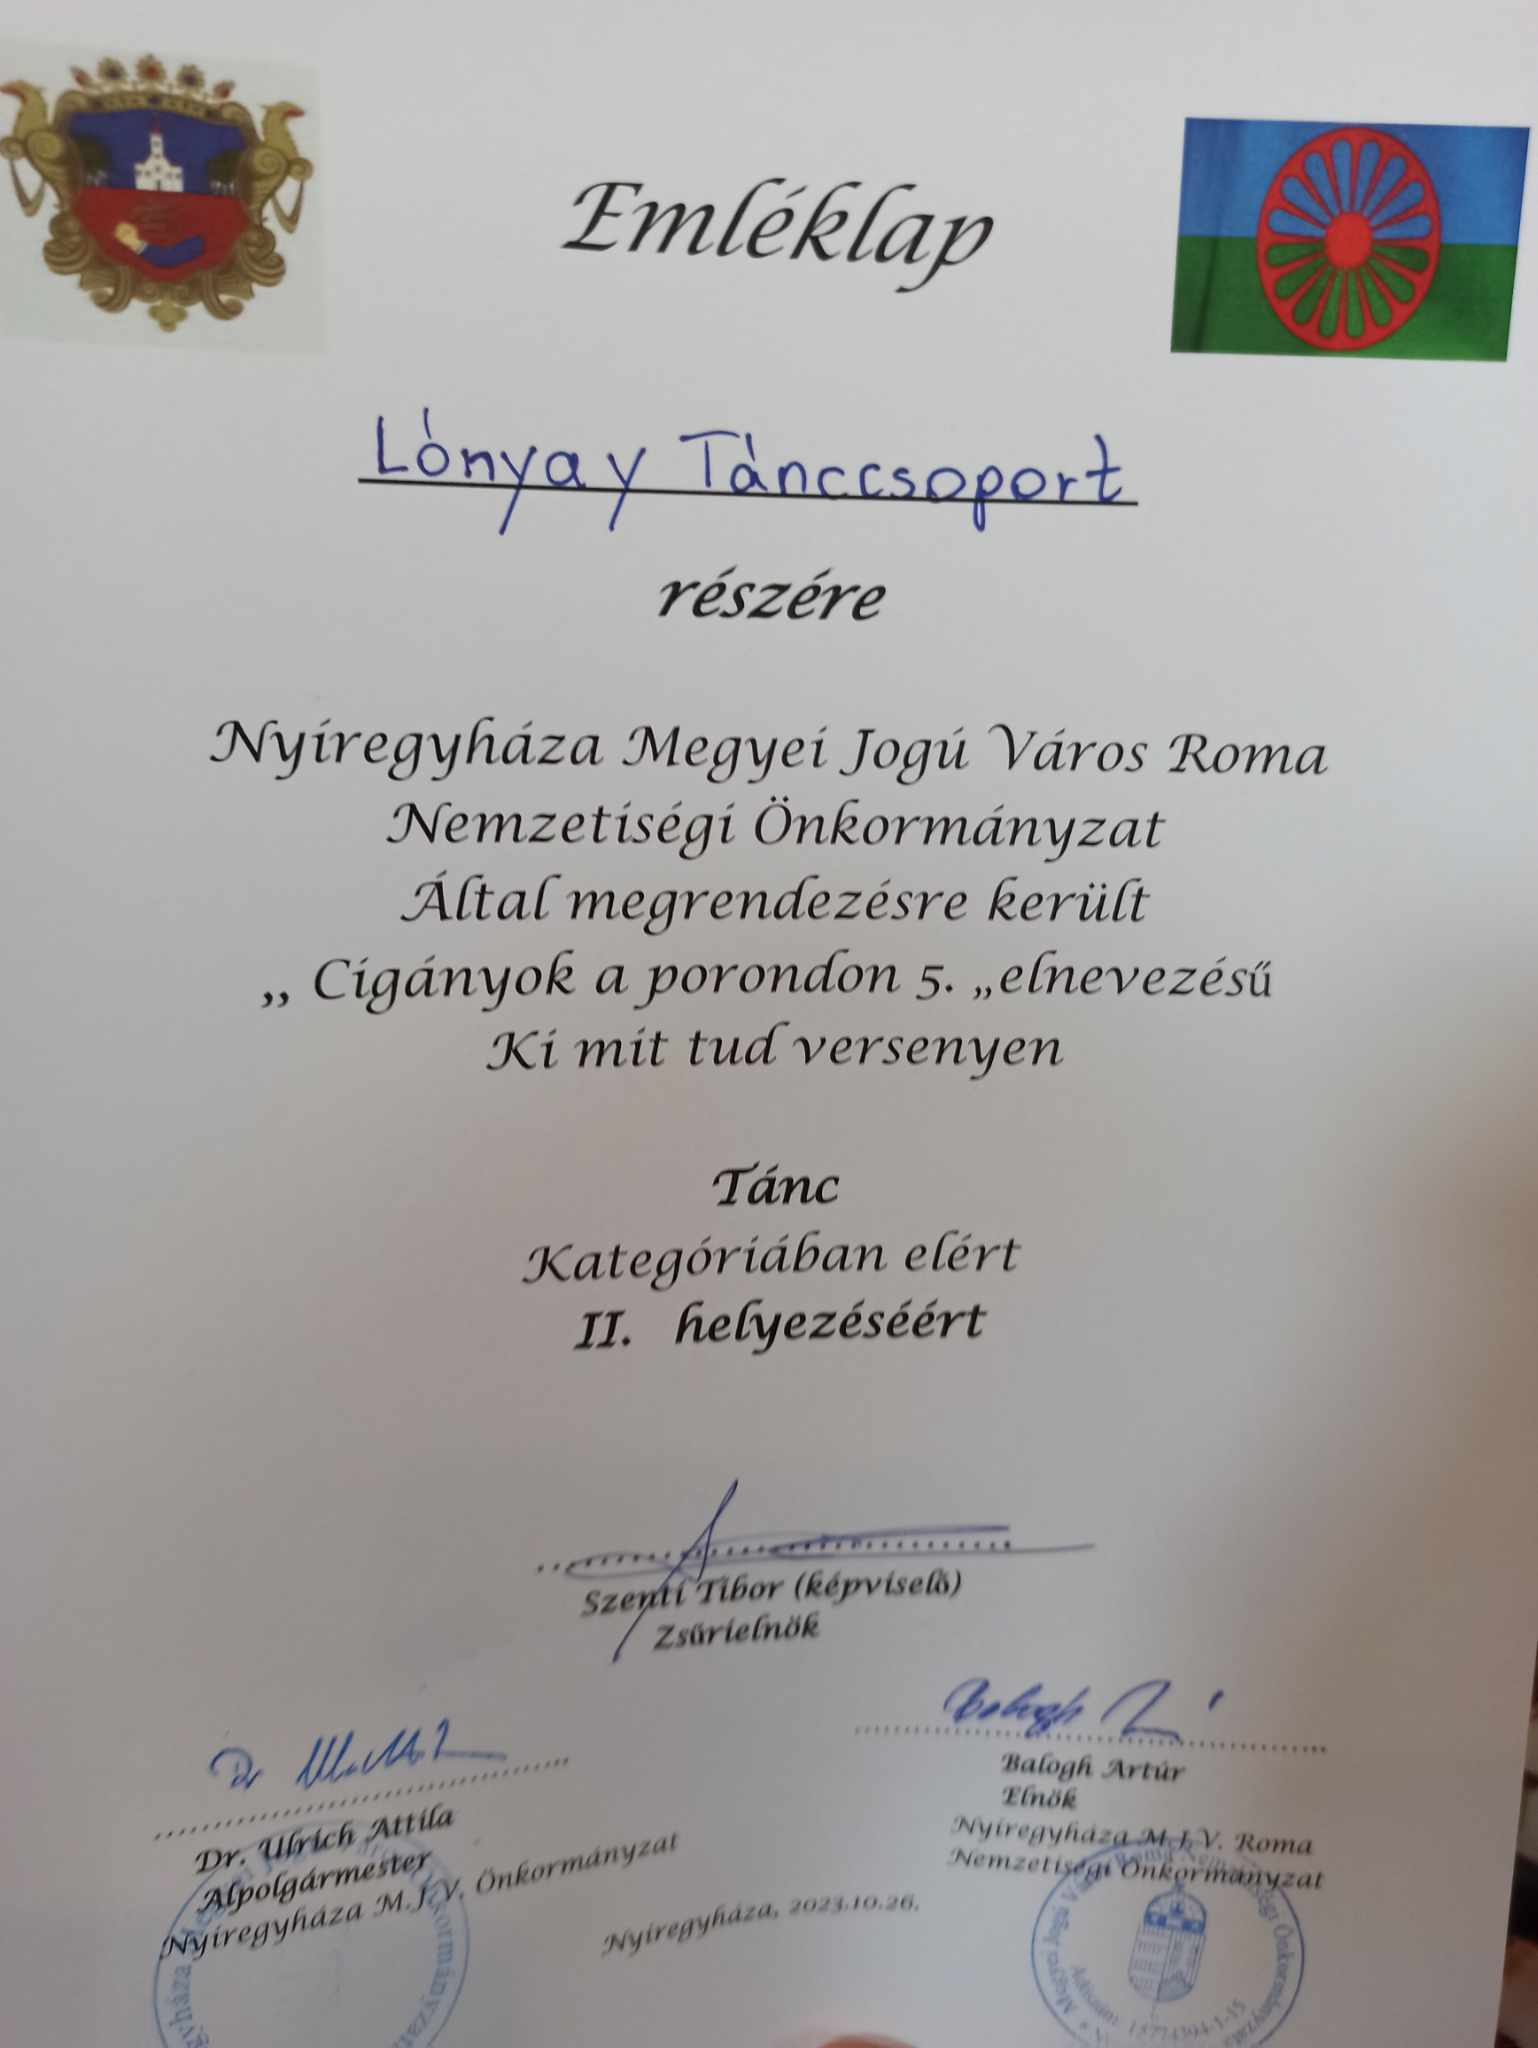 Emléklap
Lónyay Tánccsoport
részére
Nyíregyháza Megyei Jogú Város Roma
Nemzetiségi Önkormányzat
Által megrendezésre került
,, Cigányok a porondon 5. „elnevezésű
Ki mit tud versenyen
Tánc
Kategóriában elért
II. helyezéséért
Szenti Tibor (képviselő)
Zsűrielnök
Dr
Dr. Ulrich Attila
Alpolgármester
Nyíregyháza M.J.V. Önkormányzat
Balogh
Balogh Artúr
Elnök
Nyíregyháza M.J.V. Roma
Nemzetiségi Önkormányzat
Nyíregyháza, 2023.10.26.